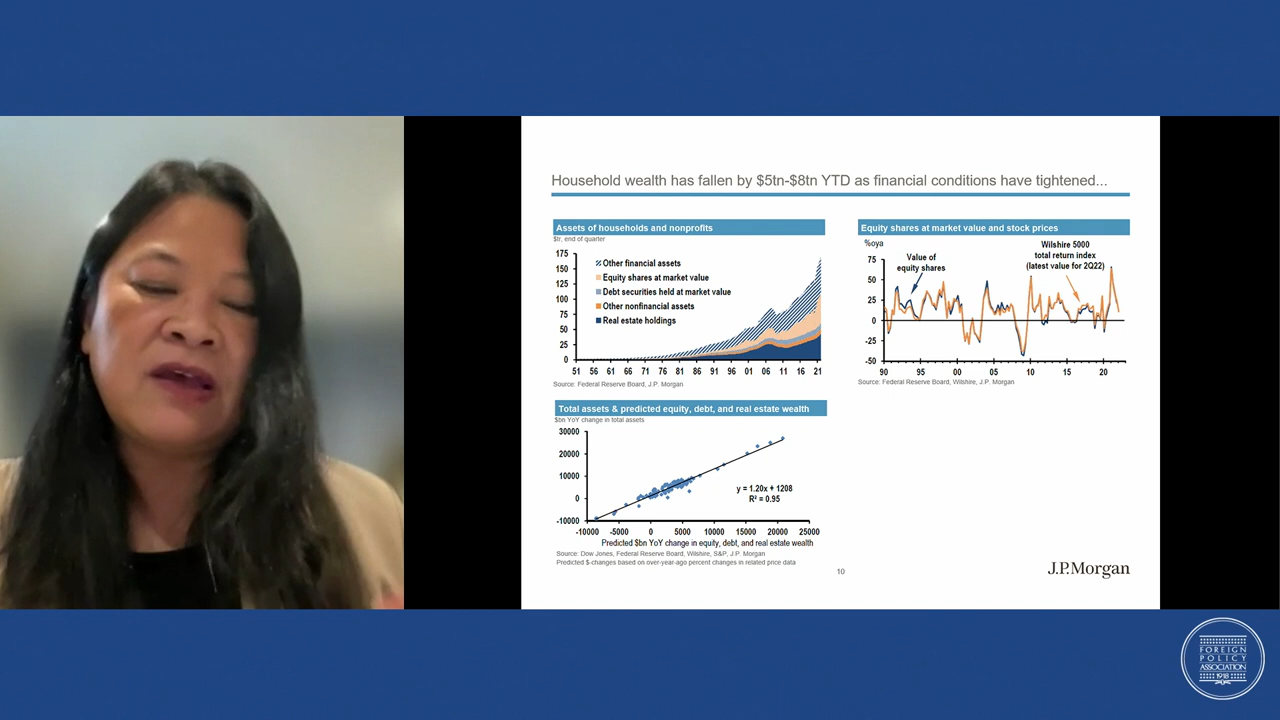 Household wealth has fallen by $5tn-$8tn YTD as financial conditions have tightened...
Assets of households and nonprofits
$tr, end of quarter
175
150
125
100
75
50
25
0
Other financial assets
Equity shares at market value
Debt securities held at market value
Other nonfinancial assets
Real estate holdings
51 56 61 66 71 76 81 86 91 96 01 06 11 16 21
Source: Federal Reserve Board, J.P. Morgan
Equity shares at market value and stock prices
%oya
Value of
equity shares
Wilshire 5000
total return index
(latest value for 2Q22)
75
50
25
0
-25
-50
90 95 00 05 10 15 20
Source: Federal Reserve Board, Wilshire, J.P. Morgan
Total assets & predicted equity, debt, and real estate wealth
$bn YoY change in total assets
30000
20000
10000
0
-10000
y = 1.20x + 1208
R² = 0.95
-10000 -5000 0 5000 10000 15000 20000 25000
Predicted $bn YoY change in equity, debt, and real estate wealth
Source: Dow Jones, Federal Reserve Board, Wilshire, S&P, J.P. Morgan
Predicted $-changes based on over-year-ago percent changes in related price data
10
J.P.Morgan
FOREIGN
POLICY
ASSOCIATION
1918